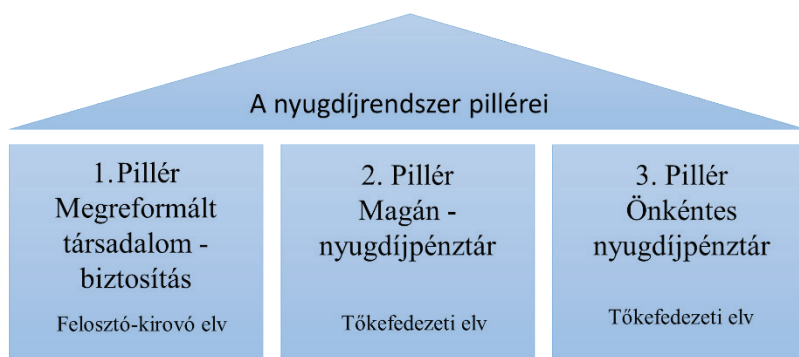 A nyugdíjrendszer pillérei
1. Pillér
Megreformált
társadalom -
biztosítás
Felosztó-kirovó elv
2. Pillér
Magán -
nyugdíjpénztár
Tőkefedezeti elv
3. Pillér
Önkéntes
nyugdíjpénztár
Tőkefedezeti elv